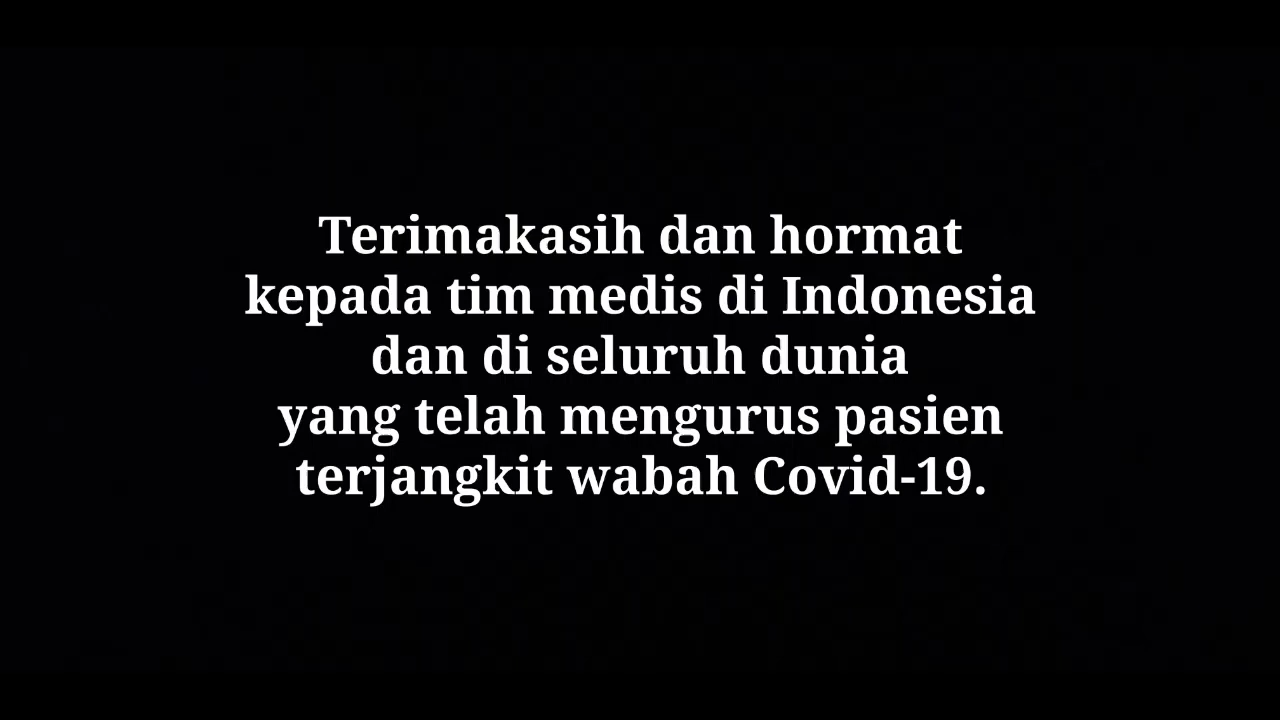 Terimakasih dan hormat
kepada tim medis di Indonesia
dan di seluruh dunia
yang telah mengurus pasien
terjangkit wabah Covid-19.